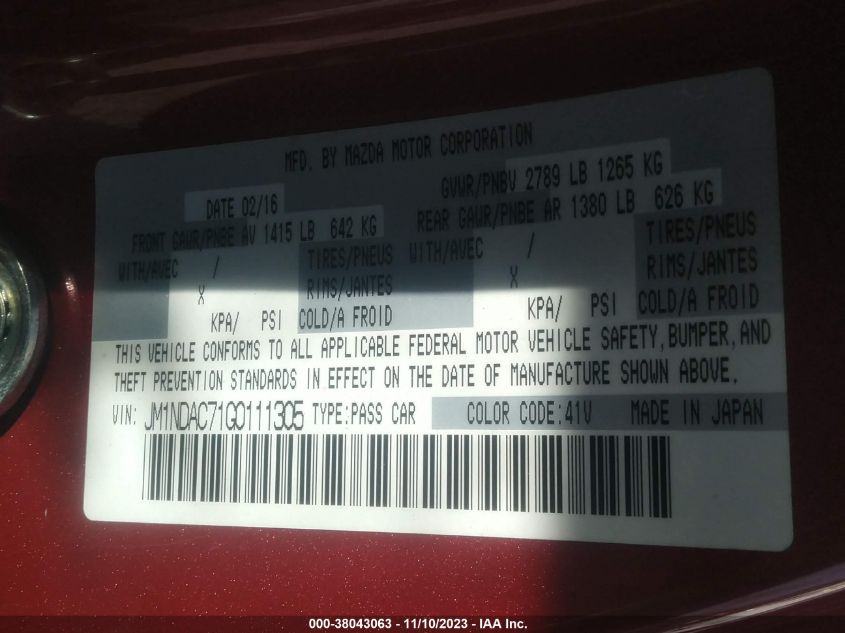 MFD. BY MAZDA MOTOR CORPORATION
DATE 02/16 GVWR/PNBV 2789 LB 1265 KG
FRONT GAWR/PNBE AV 1415 LB 642 KG REAR GAWR/PNBE AR 1380 LB 626 KG
WITH/AVEC / TIRES/PNEUS WITH/AVEC / TIRES/PNEUS
X RIMS/JANTES X RIMS/JANTES
KPA/ PSI COLD/A FROID KPA/ PSI COLD/A FROID
THIS VEHICLE CONFORMS TO ALL APPLICABLE FEDERAL MOTOR VEHICLE SAFETY, BUMPER, AND
THEFT PREVENTION STANDARDS IN EFFECT ON THE DATE OF MANUFACTURE SHOWN ABOVE.
VIN: JM1NDAC71G0111305 TYPE:PASS CAR COLOR CODE:41V MADE IN JAPAN
000-38043063 - 11/10/2023 - IAA Inc.